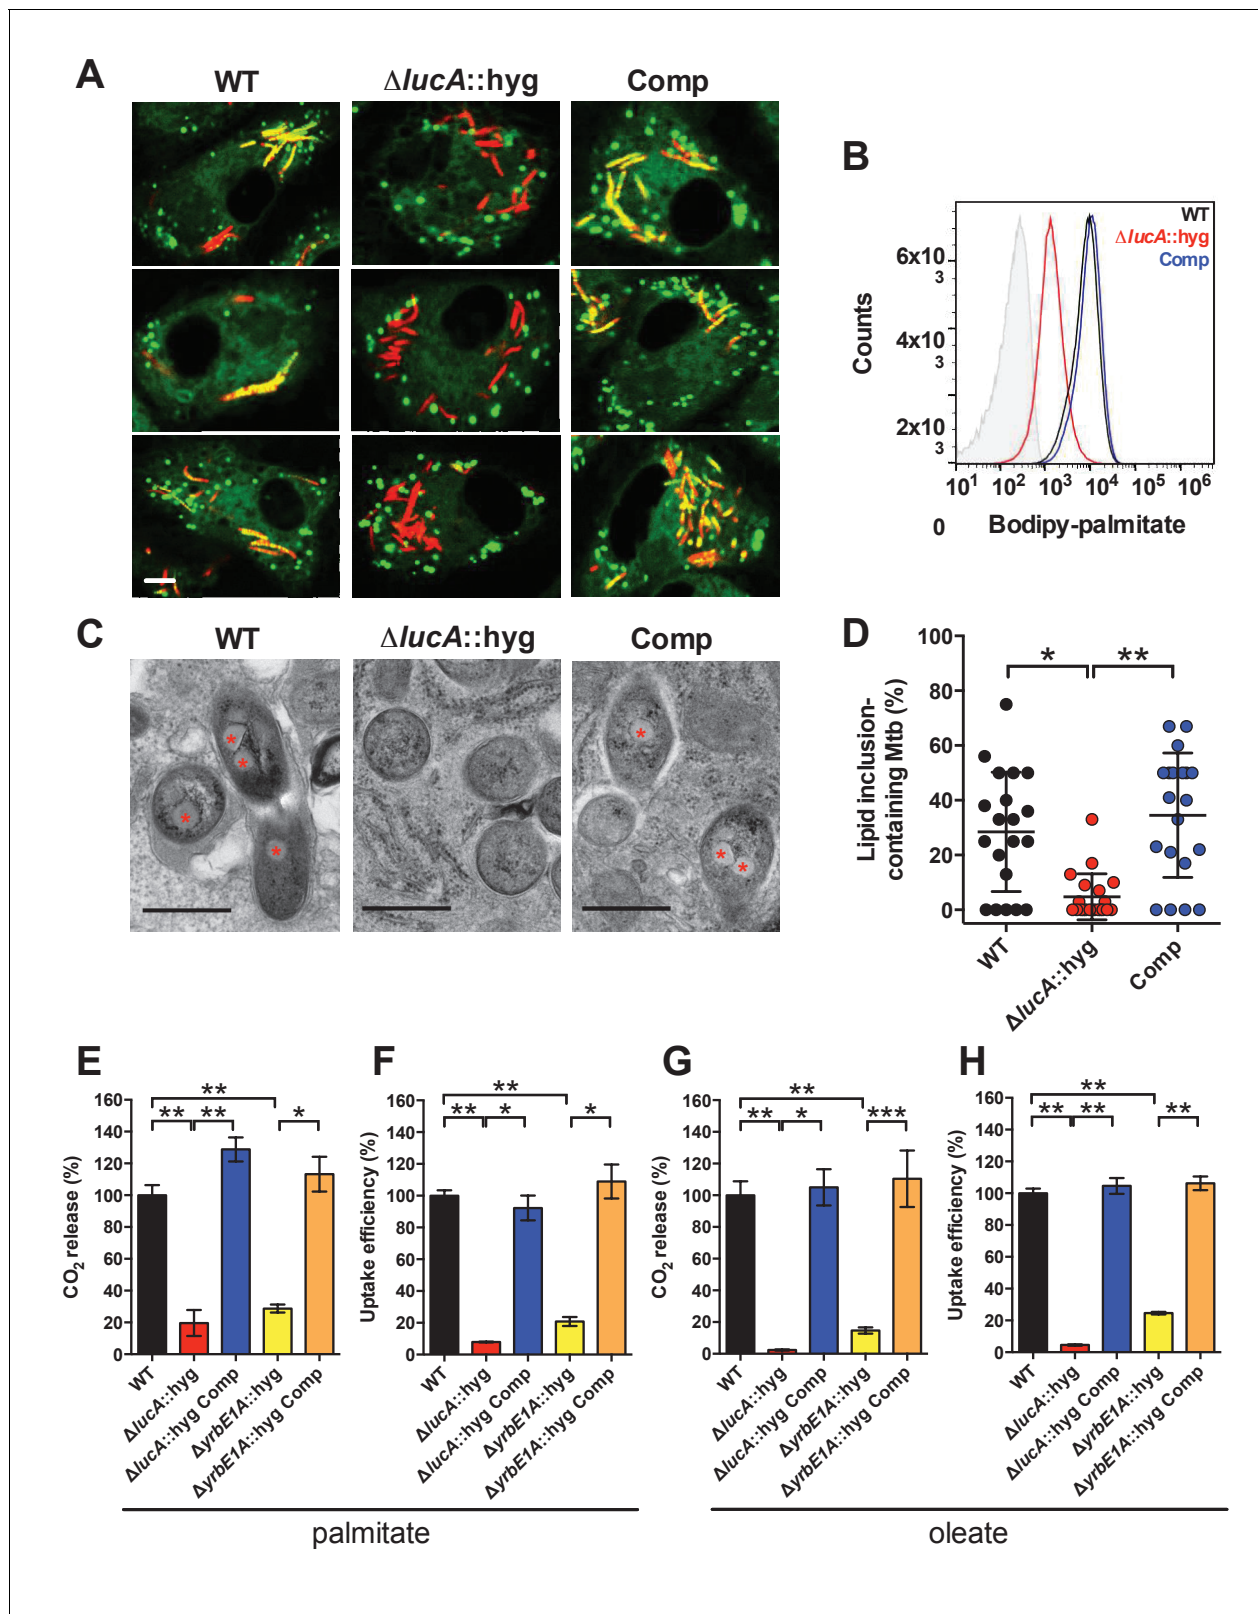 A
WT
ΔlucA::hyg
Comp
B
WT
ΔlucA::hyg
Comp
Counts
6x10
3
4x10
3
2x10
3
10¹ 10² 10³ 10⁴ 10⁵ 10⁶
0
Bodipy-palmitate
C
WT
ΔlucA::hyg
Comp
* * * *
* * *
D
Lipid inclusion-
containing Mtb (%)
100
80
60
40
20
0
* **
WT
ΔlucA::hyg
Comp
E
CO₂ release (%)
160
140
120
100
80
60
40
20
0
**
** ** *
WT
ΔlucA::hyg
ΔlucA::hyg Comp
ΔyrbE1A::hyg
ΔyrbE1A::hyg Comp
F
Uptake efficiency (%)
160
140
120
100
80
60
40
20
0
**
** * *
WT
ΔlucA::hyg
ΔlucA::hyg Comp
ΔyrbE1A::hyg
ΔyrbE1A::hyg Comp
palmitate
G
CO₂ release (%)
160
140
120
100
80
60
40
20
0
**
** * ***
WT
ΔlucA::hyg
ΔlucA::hyg Comp
ΔyrbE1A::hyg
ΔyrbE1A::hyg Comp
H
Uptake efficiency (%)
160
140
120
100
80
60
40
20
0
**
** ** **
WT
ΔlucA::hyg
ΔlucA::hyg Comp
ΔyrbE1A::hyg
ΔyrbE1A::hyg Comp
oleate